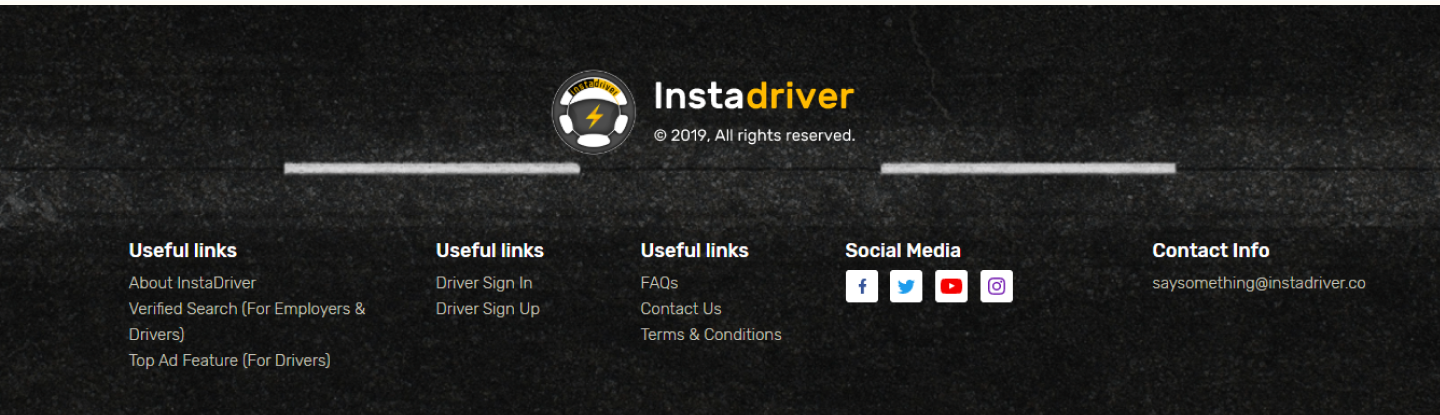 Instadriver
Instadriver
© 2019, All rights reserved.
Useful links
About InstaDriver
Verified Search (For Employers &
Drivers)
Top Ad Feature (For Drivers)
Useful links
Driver Sign In
Driver Sign Up
Useful links
FAQs
Contact Us
Terms & Conditions
Social Media
Contact Info
saysomething@instadriver.co